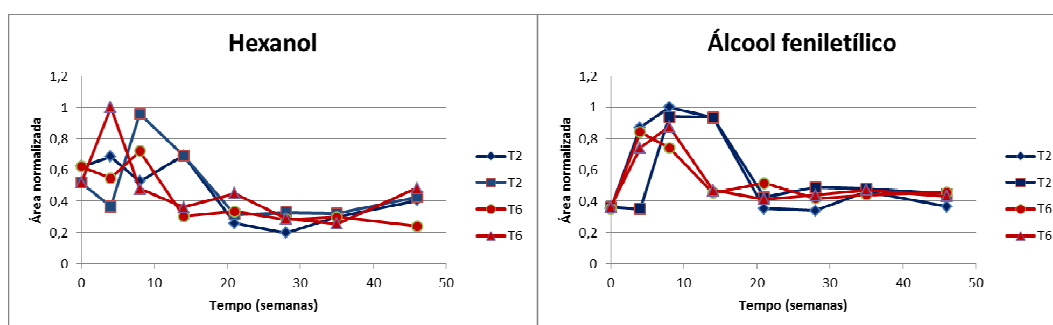 Hexanol
1,2
1
0,8
0,6
0,4
0,2
0
Área normalizada
0 10 20 30 40 50
Tempo (semanas)
T2
T2
T6
T6
Álcool feniletílico
1,2
1
0,8
0,6
0,4
0,2
0
Área normalizada
0 10 20 30 40 50
Tempo (semanas)
T2
T2
T6
T6